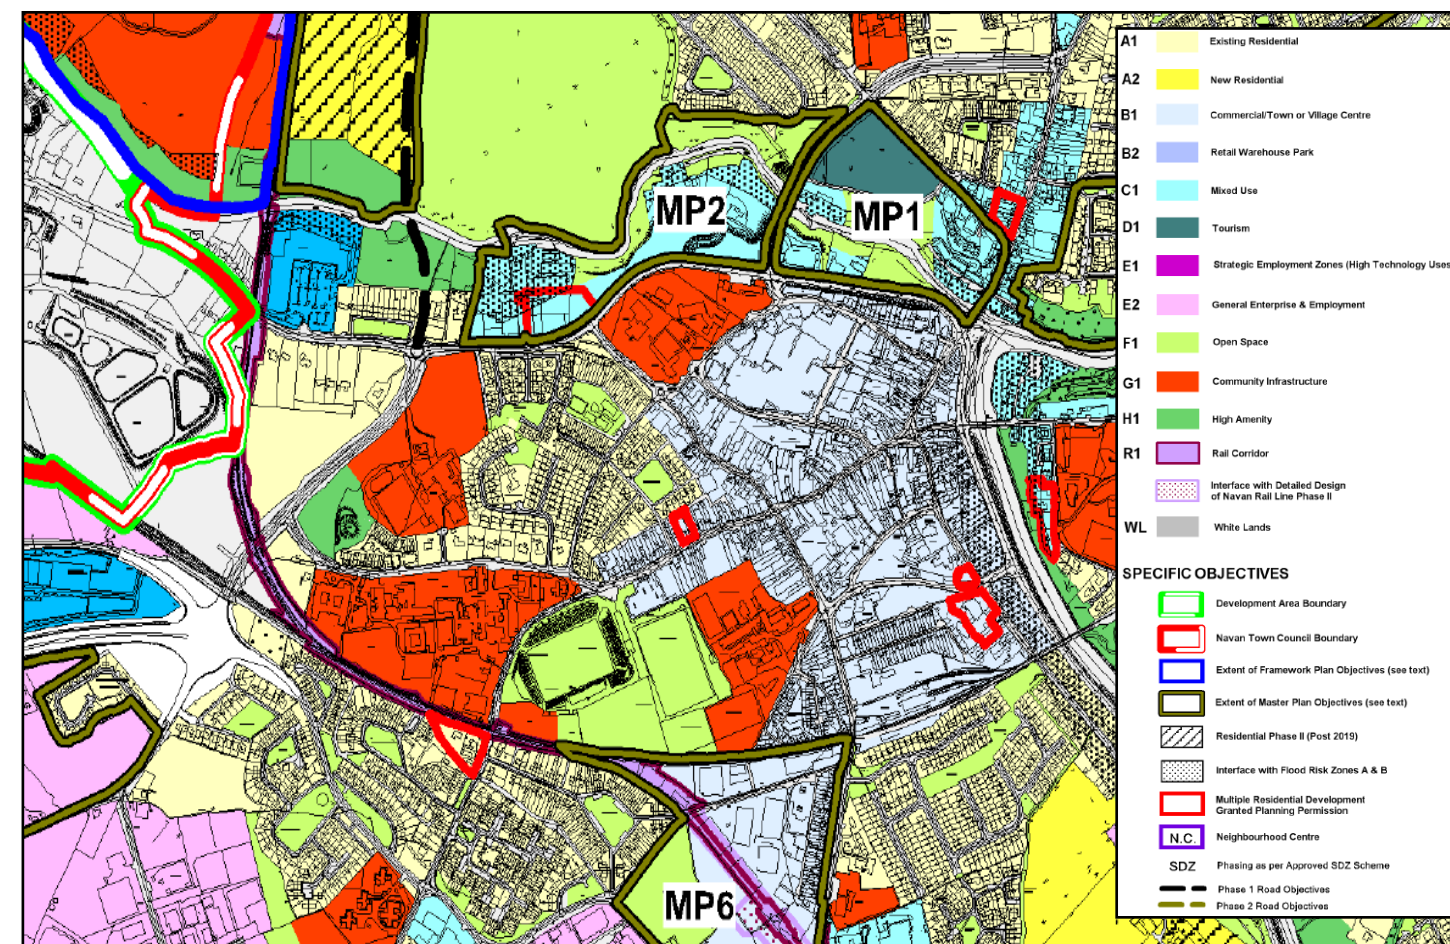 MP2
MP1
MP6
A1 Existing Residential
A2 New Residential
B1 Commercial/Town or Village Centre
B2 Retail Warehouse Park
C1 Mixed Use
D1 Tourism
E1 Strategic Employment Zones (High Technology Uses
E2 General Enterprise & Employment
F1 Open Space
G1 Community Infrastructure
H1 High Amenity
R1 Rail Corridor
Interface with Detailed Design
of Navan Rail Line Phase II
WL White Lands
SPECIFIC OBJECTIVES
Development Area Boundary
Navan Town Council Boundary
Extent of Framework Plan Objectives (see text)
Extent of Master Plan Objectives (see text)
Residential Phase II (Post 2019)
Interface with Flood Risk Zones A & B
Multiple Residential Development
Granted Planning Permission
N.C. Neighbourhood Centre
SDZ Phasing as per Approved SDZ Scheme
Phase 1 Road Objectives
Phase 2 Road Objectives